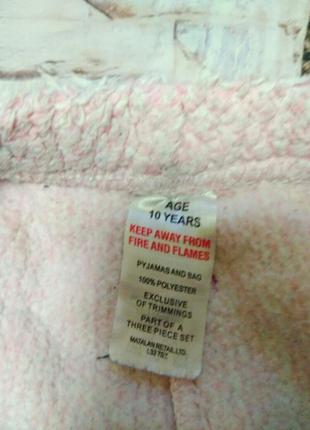 AGE
10 YEARS
KEEP AWAY FROM
FIRE AND FLAMES
PYJAMAS AND BAG
100% POLYESTER
EXCLUSIVE
OF TRIMMINGS
PART OF A
THREE PIECE SET
MATALAN RETAIL LTD.